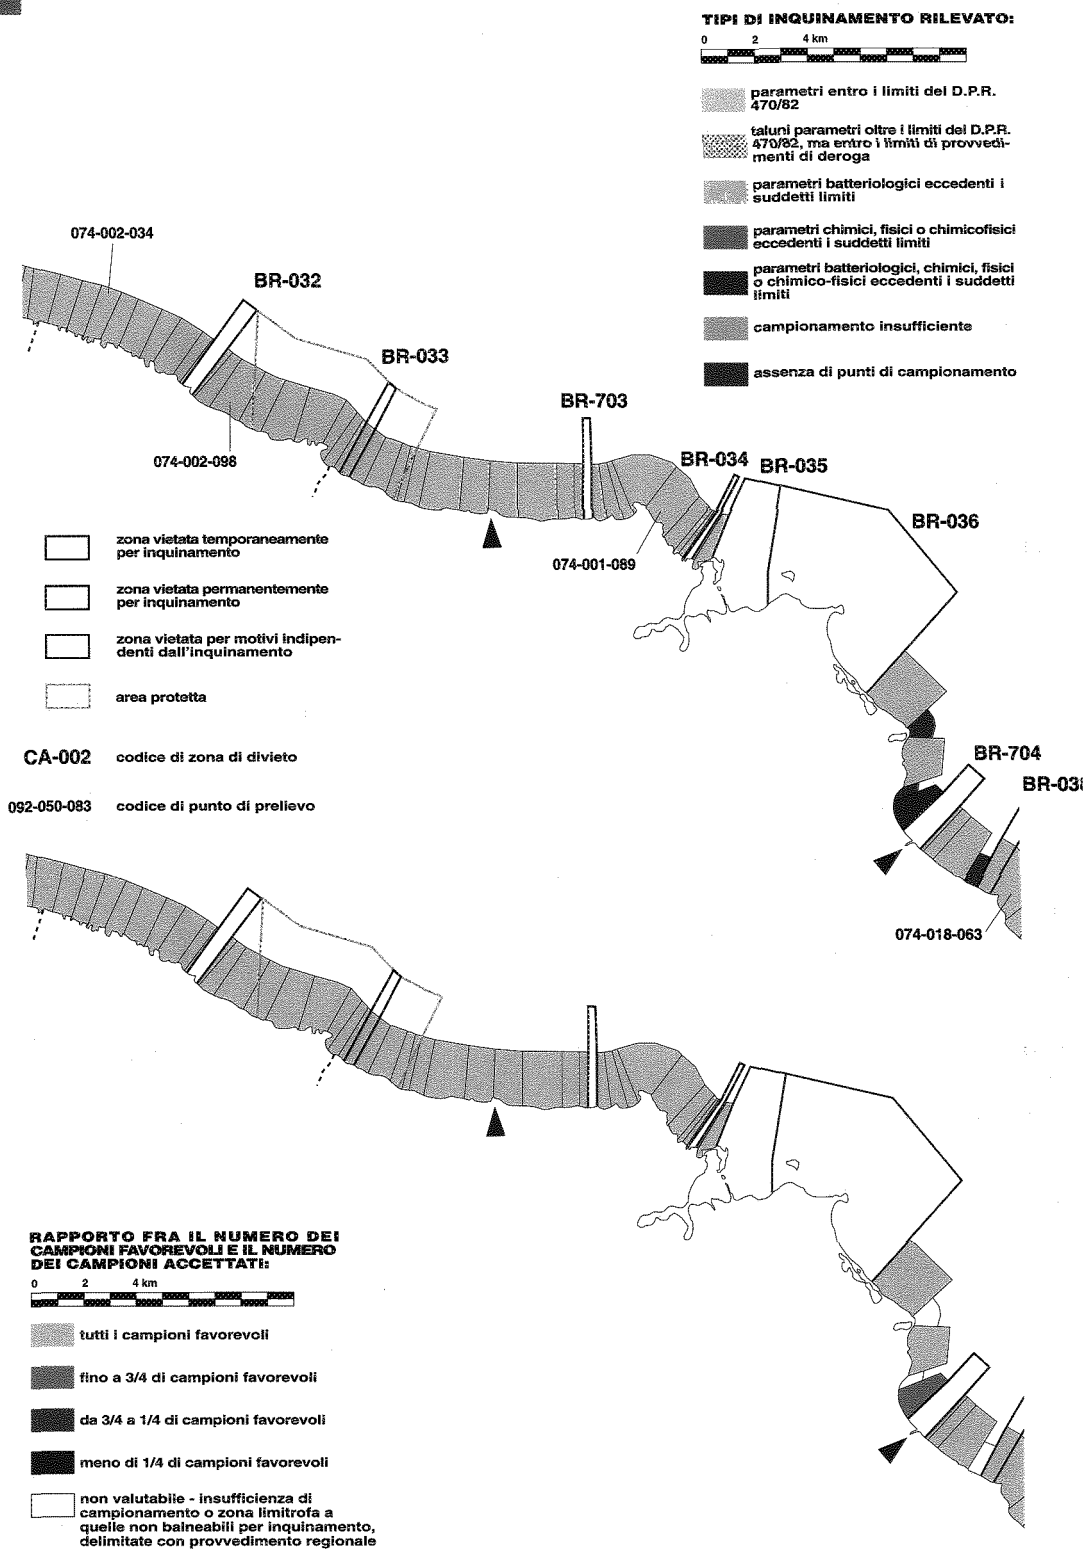 TIPI DI INQUINAMENTO RILEVATO:
0 2 4 km
parametri entro i limiti del D.P.R.
470/82
taluni parametri oltre i limiti del D.P.R.
470/82, ma entro i limiti di provvedi-
menti di deroga
parametri batteriologici eccedenti i
suddetti limiti
parametri chimici, fisici o chimicofisici
eccedenti i suddetti limiti
parametri batteriologici, chimici, fisici
o chimico-fisici eccedenti i suddetti
limiti
campionamento insufficiente
assenza di punti di campionamento
074-002-034
BR-032
BR-033
BR-703
074-002-098
BR-034
BR-035
BR-036
074-001-089
BR-704
BR-038
074-018-063
zona vietata temporaneamente
per inquinamento
zona vietata permanentemente
per inquinamento
zona vietata per motivi indipen-
denti dall'inquinamento
area protetta
CA-002 codice di zona di divieto
092-050-083 codice di punto di prelievo
RAPPORTO FRA IL NUMERO DEI
CAMPIONI FAVOREVOLI E IL NUMERO
DEI CAMPIONI ACCETTATI:
0 2 4 km
tutti i campioni favorevoli
fino a 3/4 di campioni favorevoli
da 3/4 a 1/4 di campioni favorevoli
meno di 1/4 di campioni favorevoli
non valutabile - insufficienza di
campionamento o zona limitrofa a
quelle non balneabili per inquinamento,
delimitate con provvedimento regionale